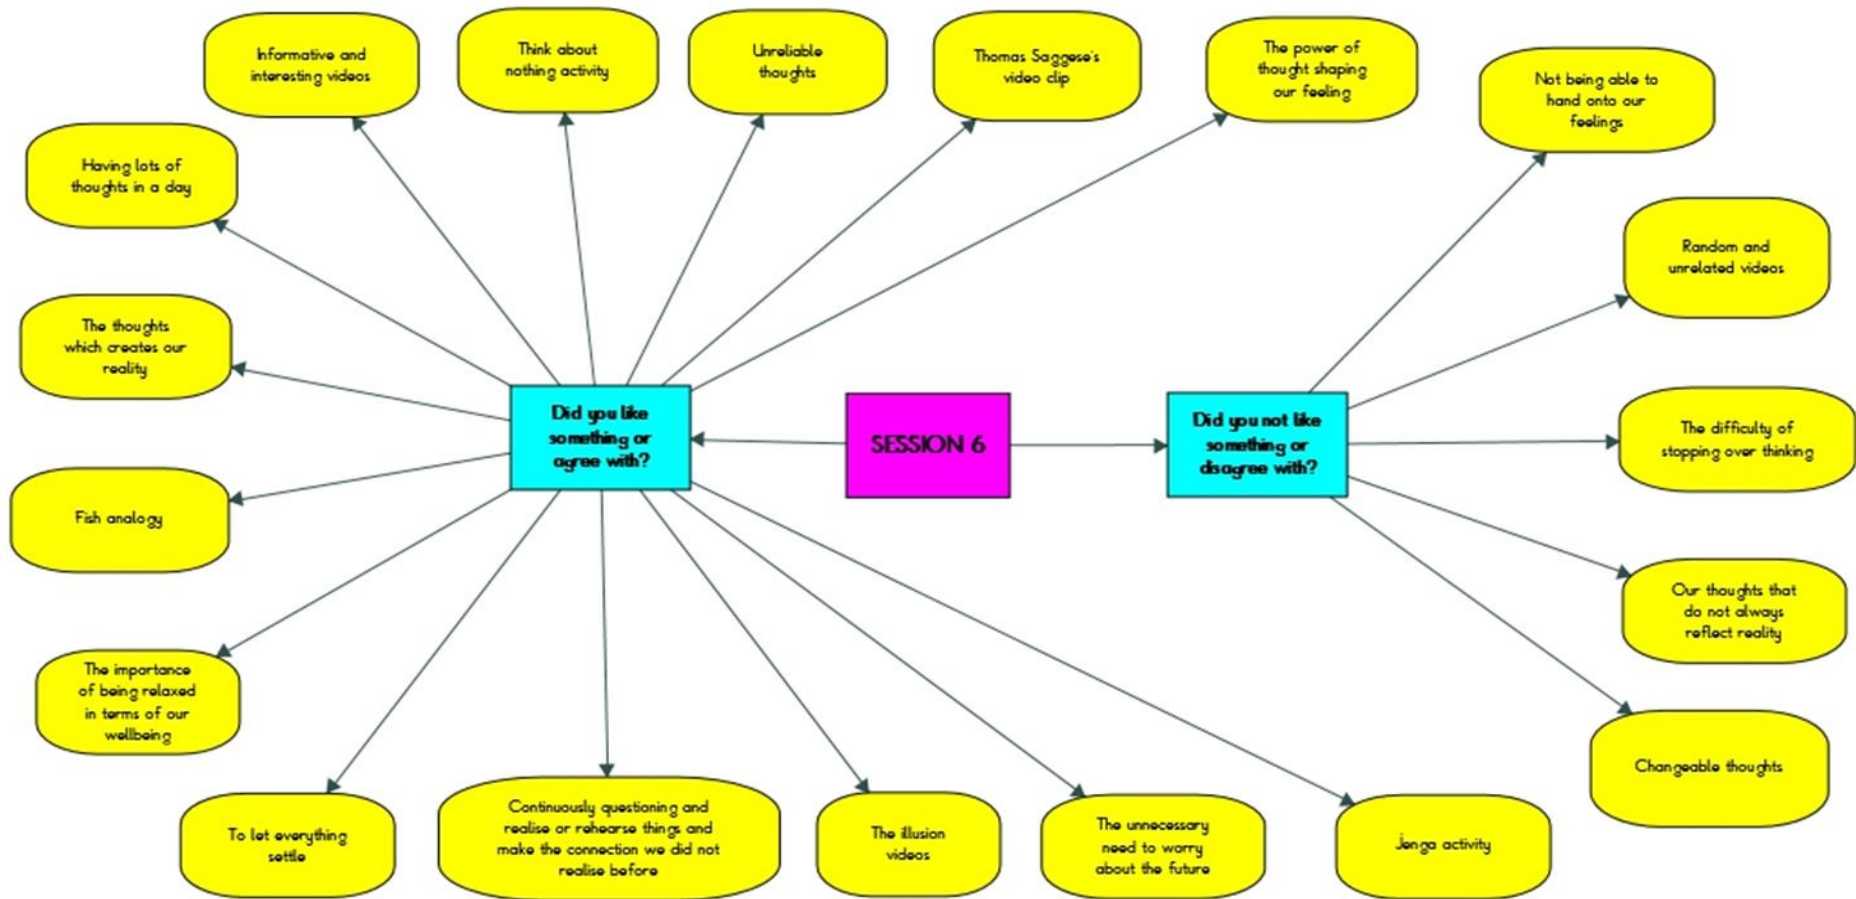 Informative and
interesting videos
Think about
nothing activity
Unreliable
thoughts
Thomas Saggese's
video clip
The power of
thought shaping
our feeling
Not being able to
hand onto our
feelings
Having lots of
thoughts in a day
Random and
unrelated videos
The thoughts
which creates our
reality
Did you like
something or
agree with?
SESSION 6
Did you not like
something or
disagree with?
The difficulty of
stopping over thinking
Fish analogy
Our thoughts that
do not always
reflect reality
The importance
of being relaxed
in terms of our
wellbeing
Changeable thoughts
To let everything
settle
Continuously questioning and
realise or rehearse things and
make the connection we did not
realise before
The illusion
videos
The unnecessary
need to worry
about the future
Jenga activity